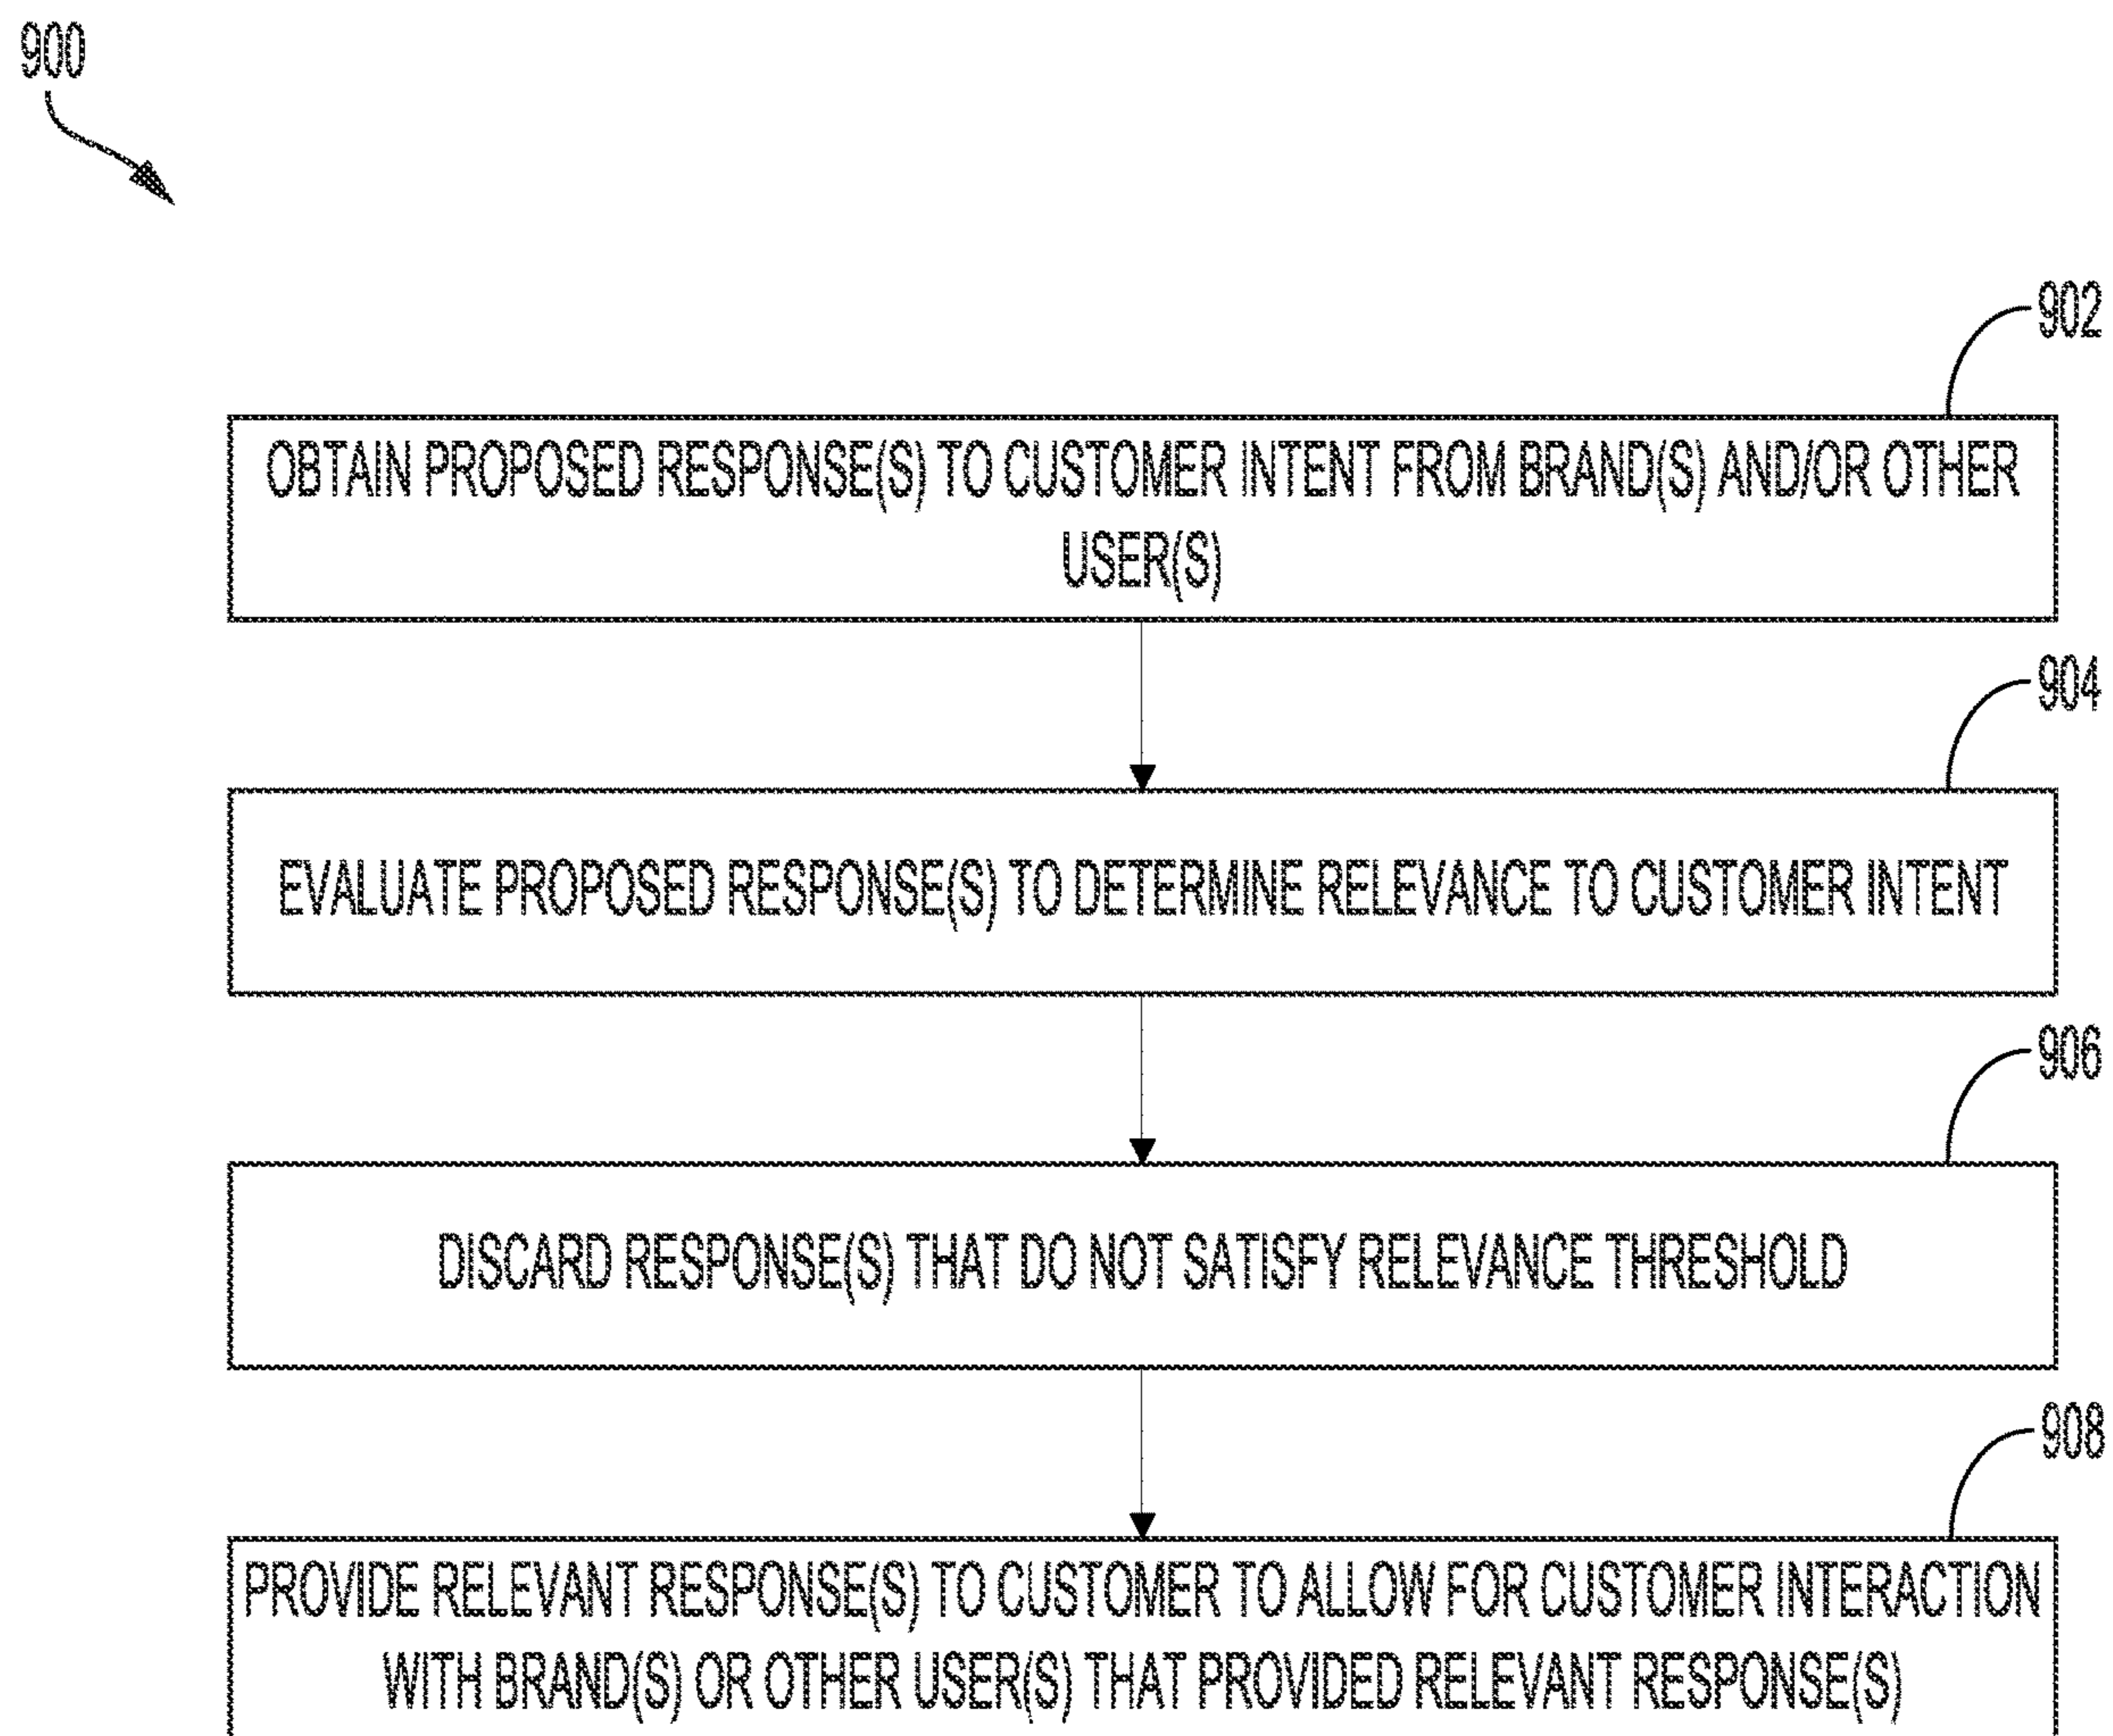 900
902
OBTAIN PROPOSED RESPONSE(S) TO CUSTOMER INTENT FROM BRAND(S) AND/OR OTHER
USER(S)
904
EVALUATE PROPOSED RESPONSE(S) TO DETERMINE RELEVANCE TO CUSTOMER INTENT
906
DISCARD RESPONSE(S) THAT DO NOT SATISFY RELEVANCE THRESHOLD
908
PROVIDE RELEVANT RESPONSE(S) TO CUSTOMER TO ALLOW FOR CUSTOMER INTERACTION
WITH BRAND(S) OR OTHER USER(S) THAT PROVIDED RELEVANT RESPONSE(S)